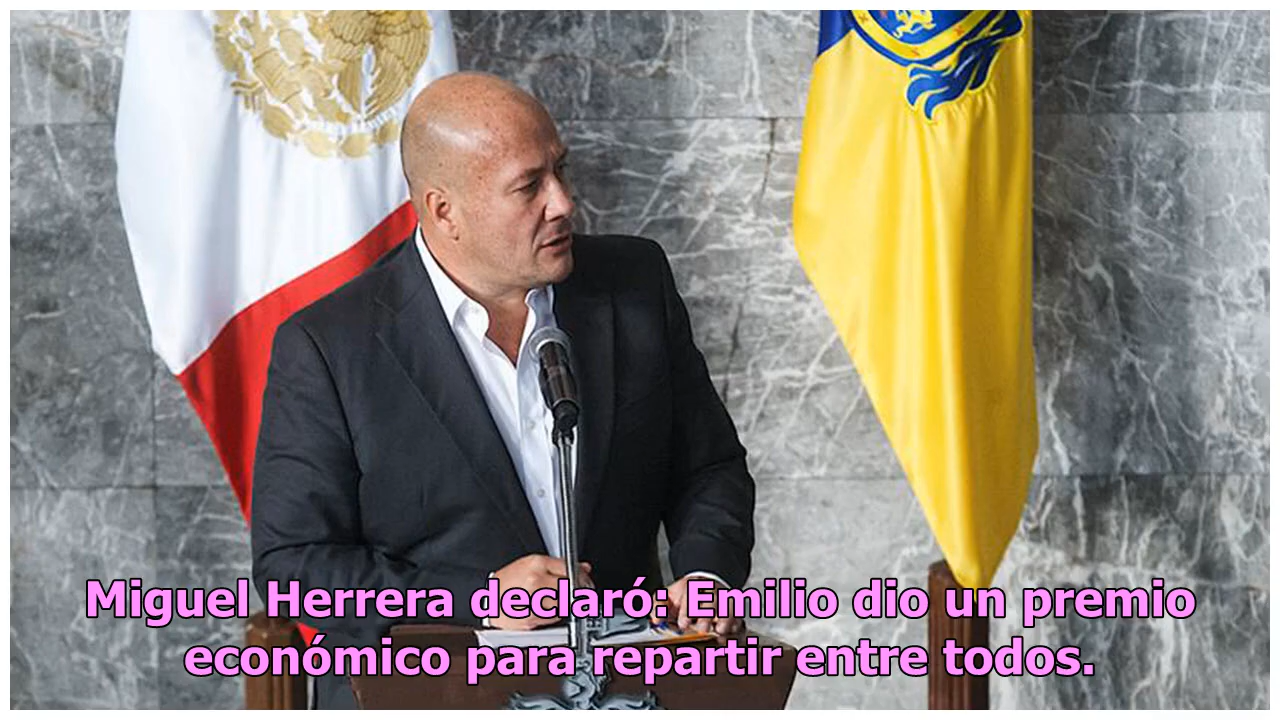 Miguel Herrera declaró: Emilio dio un premio
económico para repartir entre todos.